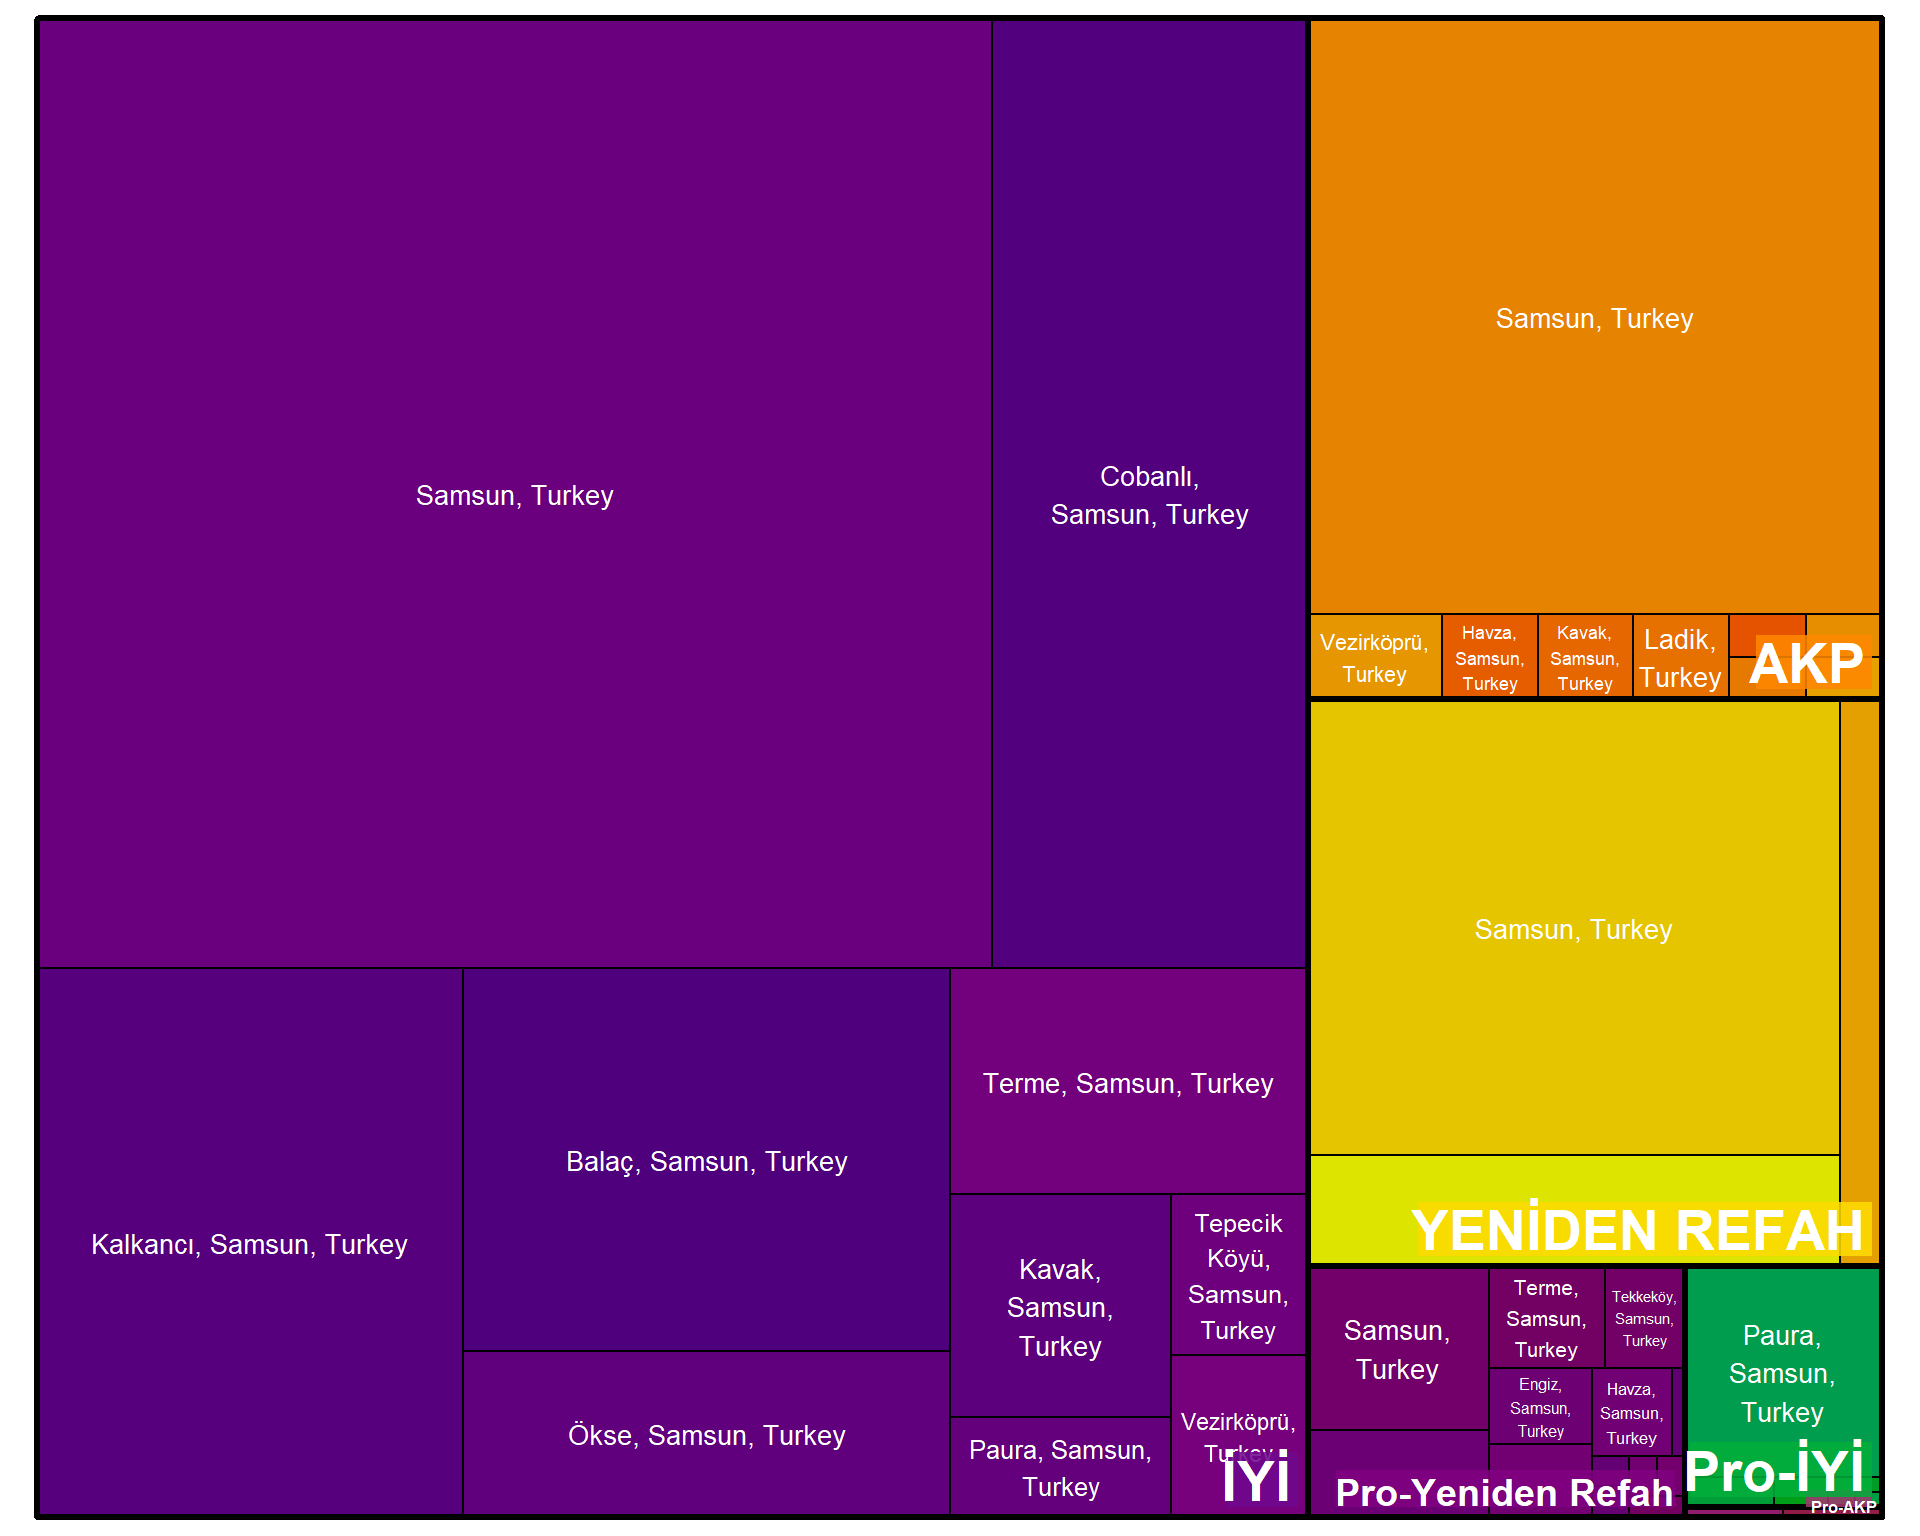 Samsun, Turkey
Cobanlı,
Samsun, Turkey
Kalkancı, Samsun, Turkey
Balaç, Samsun, Turkey
Ökse, Samsun, Turkey
Terme, Samsun, Turkey
Kavak,
Samsun,
Turkey
Tepecik
Köyü,
Samsun,
Turkey
Paura, Samsun,
Turkey
Vezirköprü,
Turkey
İYİ
Samsun, Turkey
Vezirköprü,
Turkey
Havza,
Samsun,
Turkey
Kavak,
Samsun,
Turkey
Ladik,
Turkey
AKP
Samsun, Turkey
YENİDEN REFAH
Samsun,
Turkey
Terme,
Samsun,
Turkey
Tekkeköy,
Samsun,
Turkey
Engiz,
Samsun,
Turkey
Havza,
Samsun,
Turkey
Pro-Yeniden Refah
Paura,
Samsun,
Turkey
Pro-İYİ
Pro-AKP